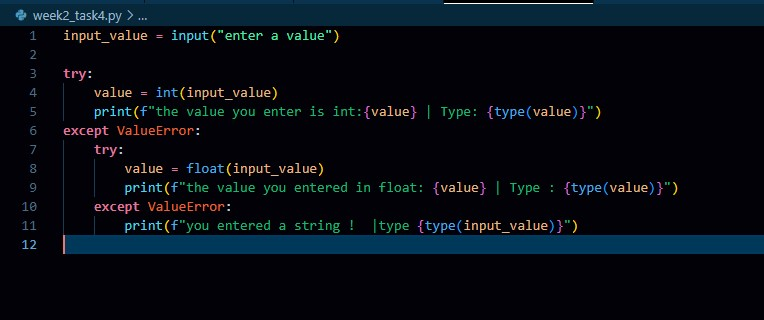 week2_task4.py > ...
1 input_value = input("enter a value")
2
3 try:
4     value = int(input_value)
5     print(f"the value you enter is int:{value} | Type: {type(value)}")
6 except ValueError:
7     try:
8         value = float(input_value)
9         print(f"the value you entered in float: {value} | Type : {type(value)}")
10     except ValueError:
11         print(f"you entered a string !  |type {type(input_value)}")
12